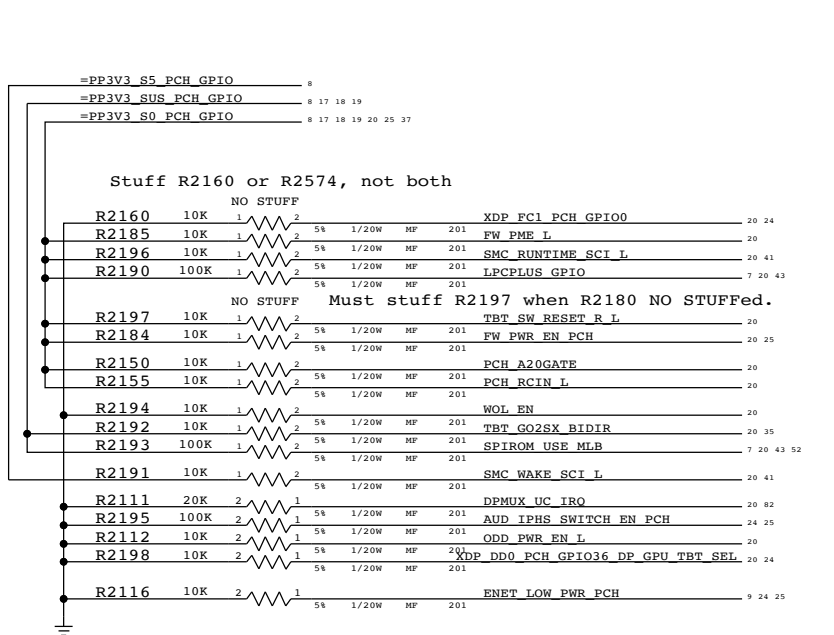 =PP3V3_S5_PCH_GPIO 8
=PP3V3_SUS_PCH_GPIO 8 17 18 19
=PP3V3_S0_PCH_GPIO 8 17 18 19 20 25 37
Stuff R2160 or R2574, not both
NO STUFF
R2160 10K 1 2 5% 1/20W MF 201 XDP_FC1_PCH_GPIO0 20 24
R2185 10K 1 2 5% 1/20W MF 201 FW_PME_L 20
R2196 10K 1 2 5% 1/20W MF 201 SMC_RUNTIME_SCI_L 20 41
R2190 100K 1 2 5% 1/20W MF 201 LPCPLUS_GPIO 7 20 43
NO STUFF Must stuff R2197 when R2180 NO STUFFed.
R2197 10K 1 2 5% 1/20W MF 201 TBT_SW_RESET_R_L 20
R2184 10K 1 2 5% 1/20W MF 201 FW_PWR_EN_PCH 20 25
R2150 10K 1 2 5% 1/20W MF 201 PCH_A20GATE 20
R2155 10K 1 2 5% 1/20W MF 201 PCH_RCIN_L 20
R2194 10K 1 2 5% 1/20W MF 201 WOL_EN 20
R2192 10K 1 2 5% 1/20W MF 201 TBT_GO2SX_BIDIR 20 35
R2193 100K 1 2 5% 1/20W MF 201 SPIROM_USE_MLB 7 20 43 52
R2191 10K 1 2 5% 1/20W MF 201 SMC_WAKE_SCI_L 20 41
R2111 20K 2 1 5% 1/20W MF 201 DPMUX_UC_IRQ 20 82
R2195 100K 2 1 5% 1/20W MF 201 AUD_IPHS_SWITCH_EN_PCH 24 25
R2112 10K 2 1 5% 1/20W MF 201 ODD_PWR_EN_L 20
R2198 10K 2 1 5% 1/20W MF 201 XDP_DD0_PCH_GPIO36_DP_GPU_TBT_SEL 20 24
R2116 10K 2 1 5% 1/20W MF 201 ENET_LOW_PWR_PCH 9 24 25